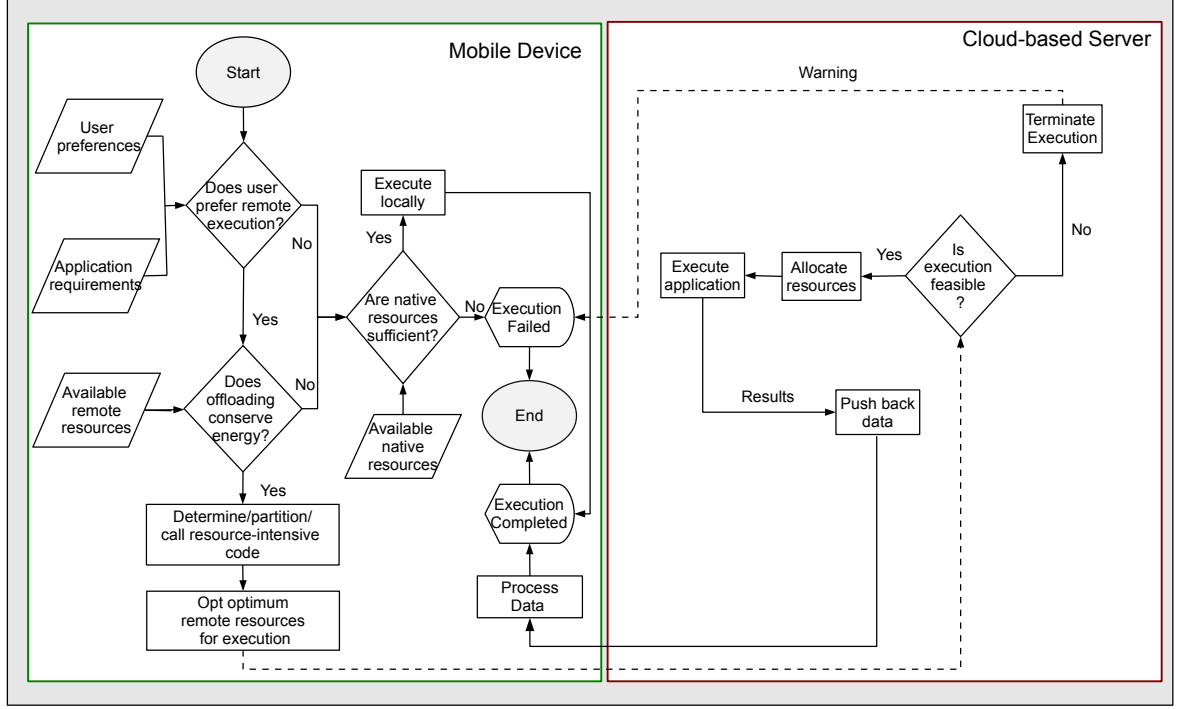 Mobile Device
Cloud-based Server
Start
Warning
User
preferences
Terminate
Execution
Does user
prefer remote
execution?
Execute
locally
No
Yes
No
Application
requirements
Is
execution
feasible
?
Yes
Allocate
resources
Execute
application
Are native
resources
sufficient?
No
Execution
Failed
Yes
Does
offloading
conserve
energy?
No
Available
remote
resources
Available
native
resources
End
Results
Push back
data
Yes
Determine/partition/
call resource-intensive
code
Execution
Completed
Process
Data
Opt optimum
remote resources
for execution